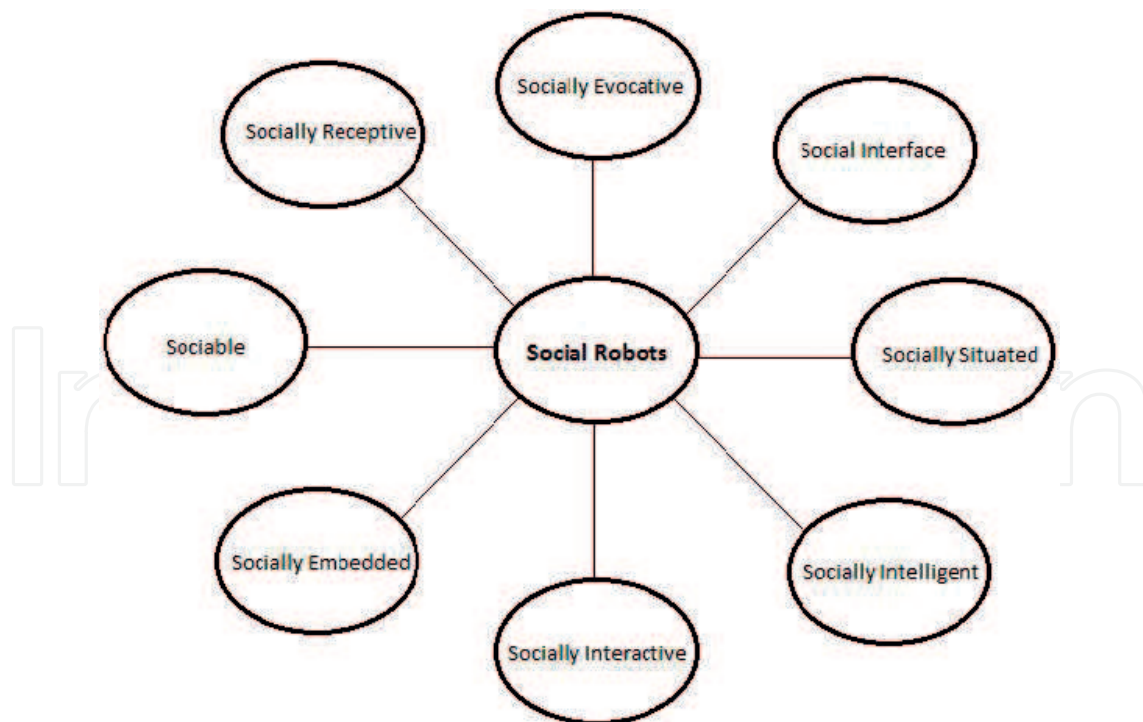 Socially Evocative
Socially Receptive
Social Interface
Sociable
Social Robots
Socially Situated
Socially Embedded
Socially Intelligent
Socially Interactive